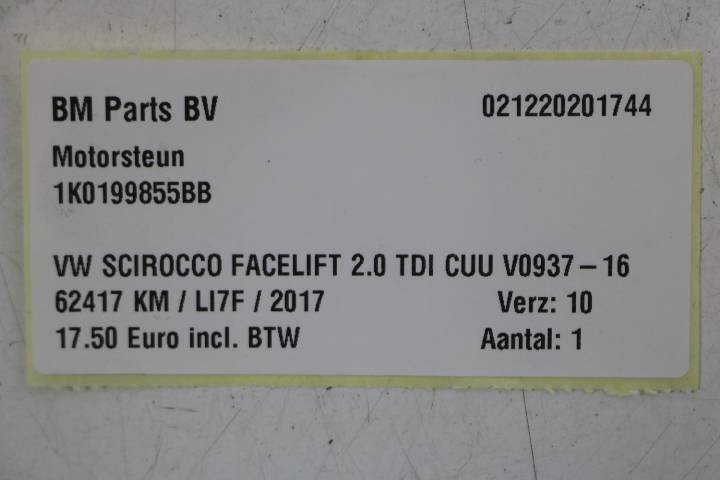 BM Parts BV 021220201744
Motorsteun
1K0199855BB
VW SCIROCCO FACELIFT 2.0 TDI CUU V0937-16
62417 KM / LI7F / 2017 Verz: 10
17.50 Euro incl. BTW Aantal: 1